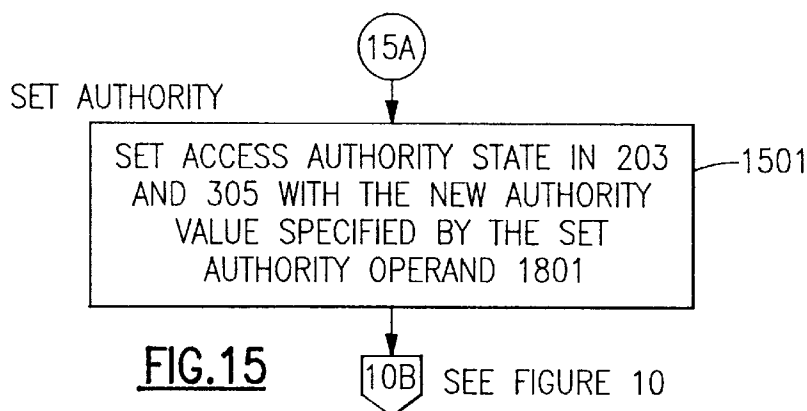 15A
SET AUTHORITY
SET ACCESS AUTHORITY STATE IN 203
AND 305 WITH THE NEW AUTHORITY
VALUE SPECIFIED BY THE SET
AUTHORITY OPERAND 1801
1501
FIG.15
10B
SEE FIGURE 10